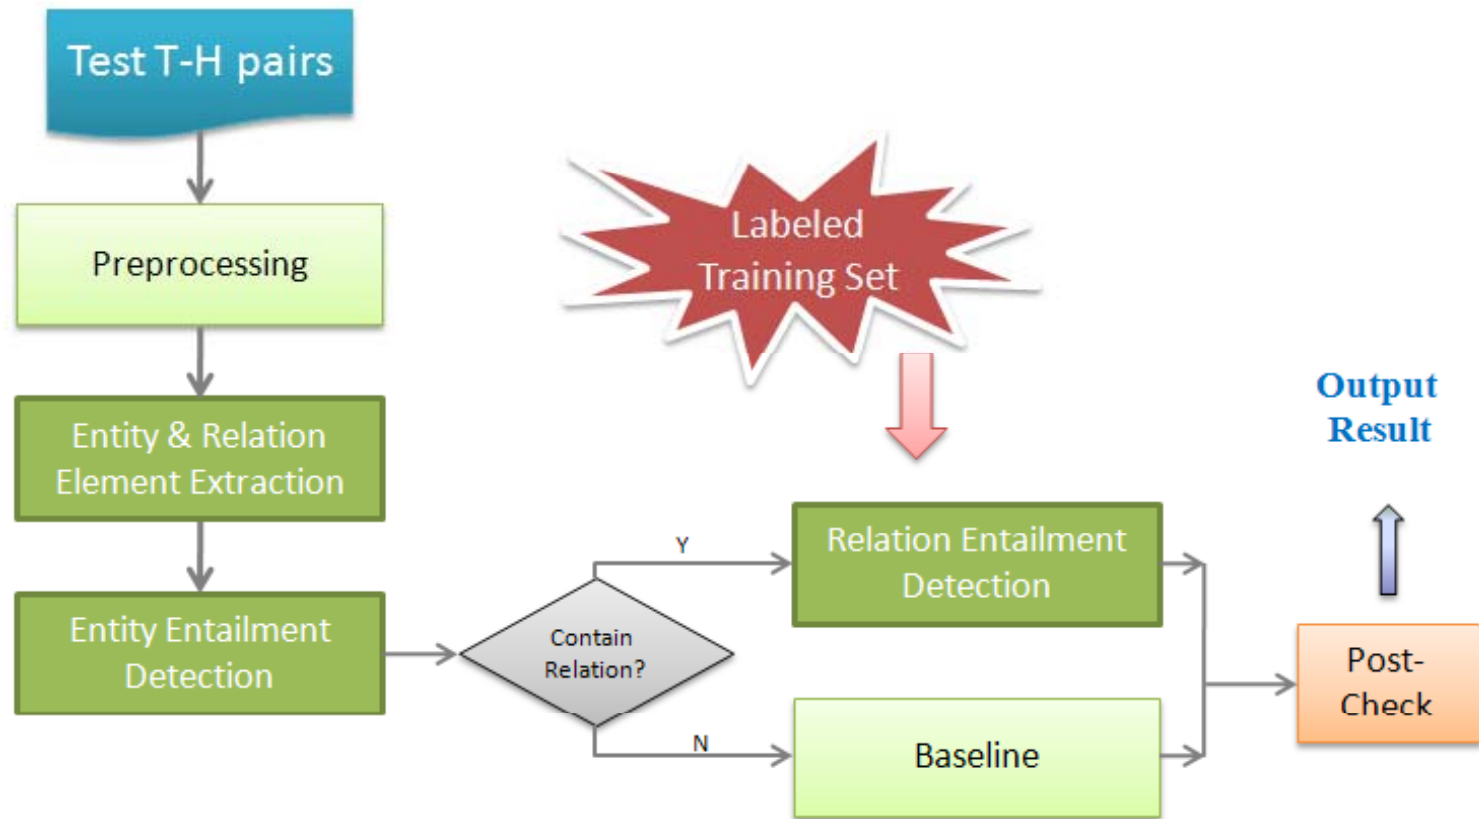 Test T-H pairs
Preprocessing
Entity & Relation
Element Extraction
Entity Entailment
Detection
Contain
Relation?
Y
N
Labeled
Training Set
Relation Entailment
Detection
Baseline
Post-
Check
Output
Result